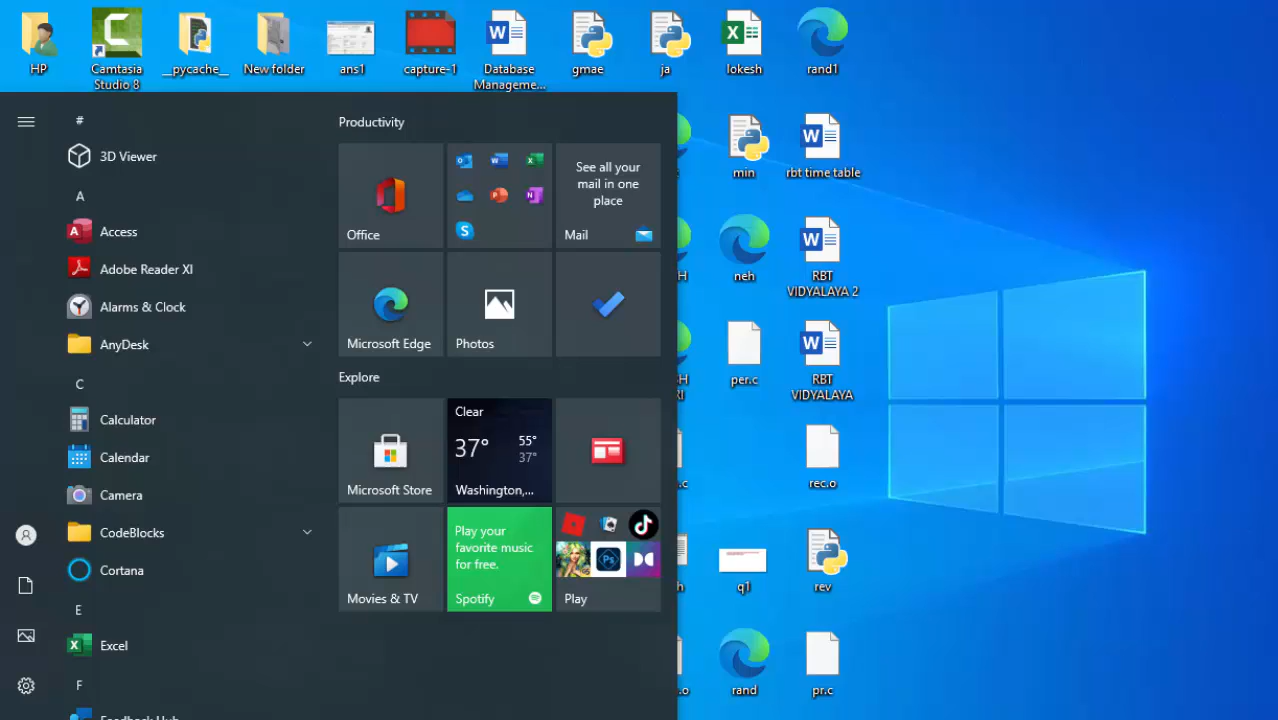 HP
Camtasia
Studio 8
__pycache__
New folder
ans1
capture-1
Database
Manageme...
gmae
ja
lokesh
rand1
#
3D Viewer
A
Access
Adobe Reader XI
Alarms & Clock
AnyDesk
C
Calculator
Calendar
Camera
CodeBlocks
Cortana
E
Excel
F
Feedback Hub
Productivity
Office
See all your
mail in one
place
Mail
Microsoft Edge
Photos
Explore
Microsoft Store
Clear
37°
55°
37°
Washington,...
Movies & TV
Play your
favorite music
for free.
Spotify
Play
min
rbt time table
neh
RBT
VIDYALAYA 2
per.c
RBT
VIDYALAYA
rec.o
q1
rev
rand
pr.c